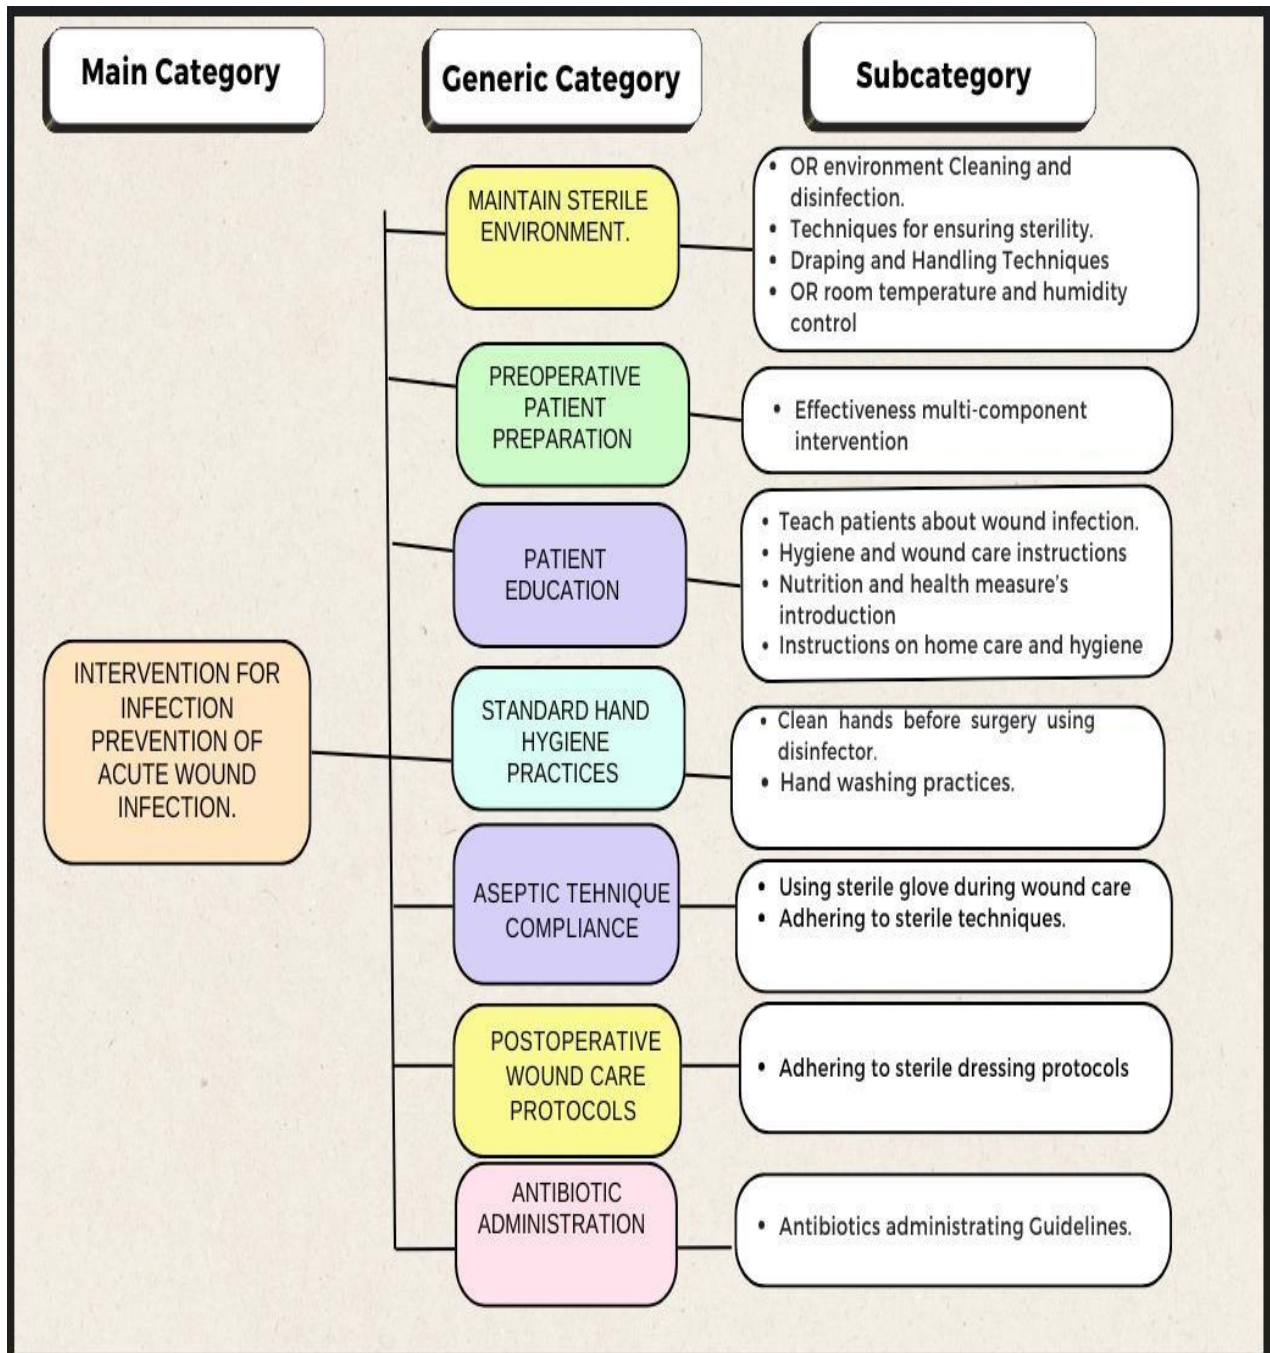 Main Category
Generic Category
Subcategory
MAINTAIN STERILE
ENVIRONMENT.
• OR environment Cleaning and
disinfection.
• Techniques for ensuring sterility.
• Draping and Handling Techniques
• OR room temperature and humidity
control
PREOPERATIVE
PATIENT
PREPARATION
• Effectiveness multi-component
intervention
PATIENT
EDUCATION
• Teach patients about wound infection.
• Hygiene and wound care instructions
• Nutrition and health measure's
introduction
• Instructions on home care and hygiene
INTERVENTION FOR
INFECTION
PREVENTION OF
ACUTE WOUND
INFECTION.
STANDARD HAND
HYGIENE
PRACTICES
• Clean hands before surgery using
disinfector.
• Hand washing practices.
ASEPTIC TEHNIQUE
COMPLIANCE
• Using sterile glove during wound care
• Adhering to sterile techniques.
POSTOPERATIVE
WOUND CARE
PROTOCOLS
• Adhering to sterile dressing protocols
ANTIBIOTIC
ADMINISTRATION
• Antibiotics administrating Guidelines.